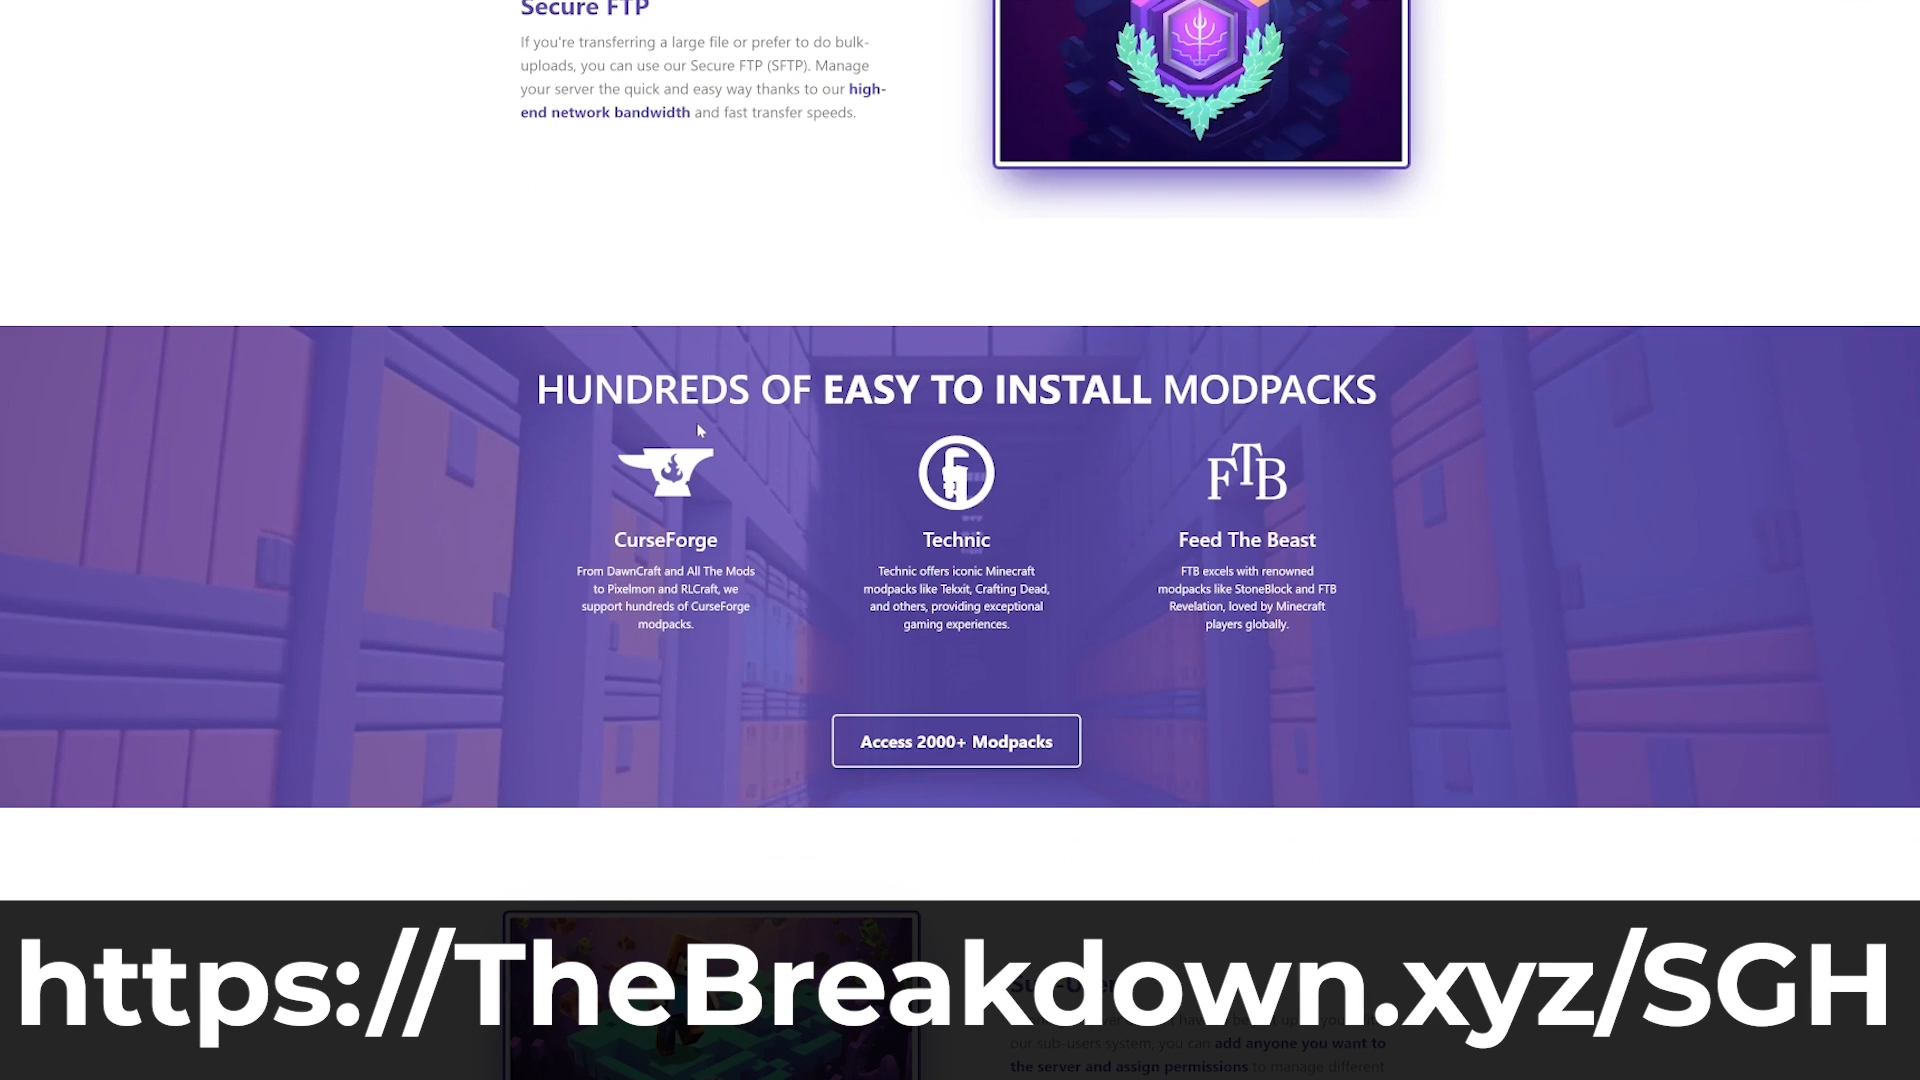 Secure FTP
If you're transferring a large file or prefer to do bulk-
uploads, you can use our Secure FTP (SFTP). Manage
your server the quick and easy way thanks to our high-
end network bandwidth and fast transfer speeds.
HUNDREDS OF EASY TO INSTALL MODPACKS
FTB
CurseForge
From DawnCraft and All The Mods
to Pixelmon and RLCraft, we
support hundreds of CurseForge
modpacks.
Technic
Technic offers iconic Minecraft
modpacks like Tekxit, Crafting Dead,
and others, providing exceptional
gaming experiences.
Feed The Beast
FTB excels with renowned
modpacks like StoneBlock and FTB
Revelation, loved by Minecraft
players globally.
Access 2000+ Modpacks
https://TheBreakdown.xyz/SGH
our sub-users system, you can add anyone you want to
the server and assign permissions to manage different